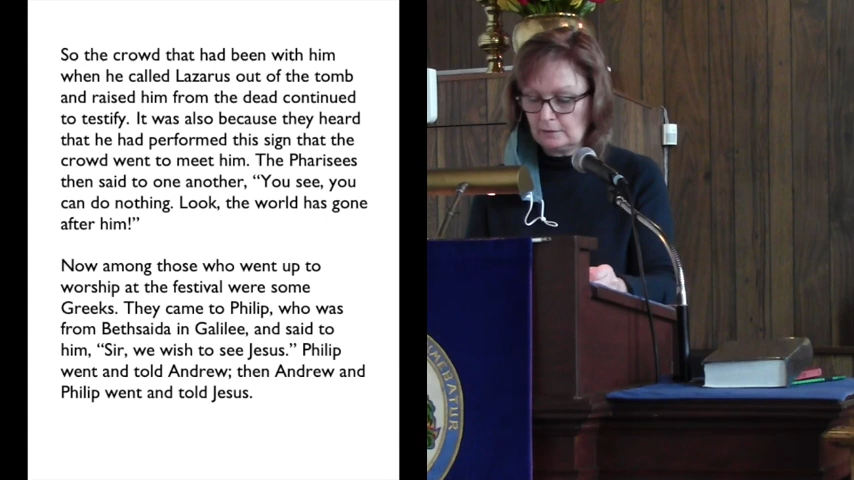 So the crowd that had been with him
when he called Lazarus out of the tomb
and raised him from the dead continued
to testify. It was also because they heard
that he had performed this sign that the
crowd went to meet him. The Pharisees
then said to one another, “You see, you
can do nothing. Look, the world has gone
after him!”
Now among those who went up to
worship at the festival were some
Greeks. They came to Philip, who was
from Bethsaida in Galilee, and said to
him, “Sir, we wish to see Jesus.” Philip
went and told Andrew; then Andrew and
Philip went and told Jesus.